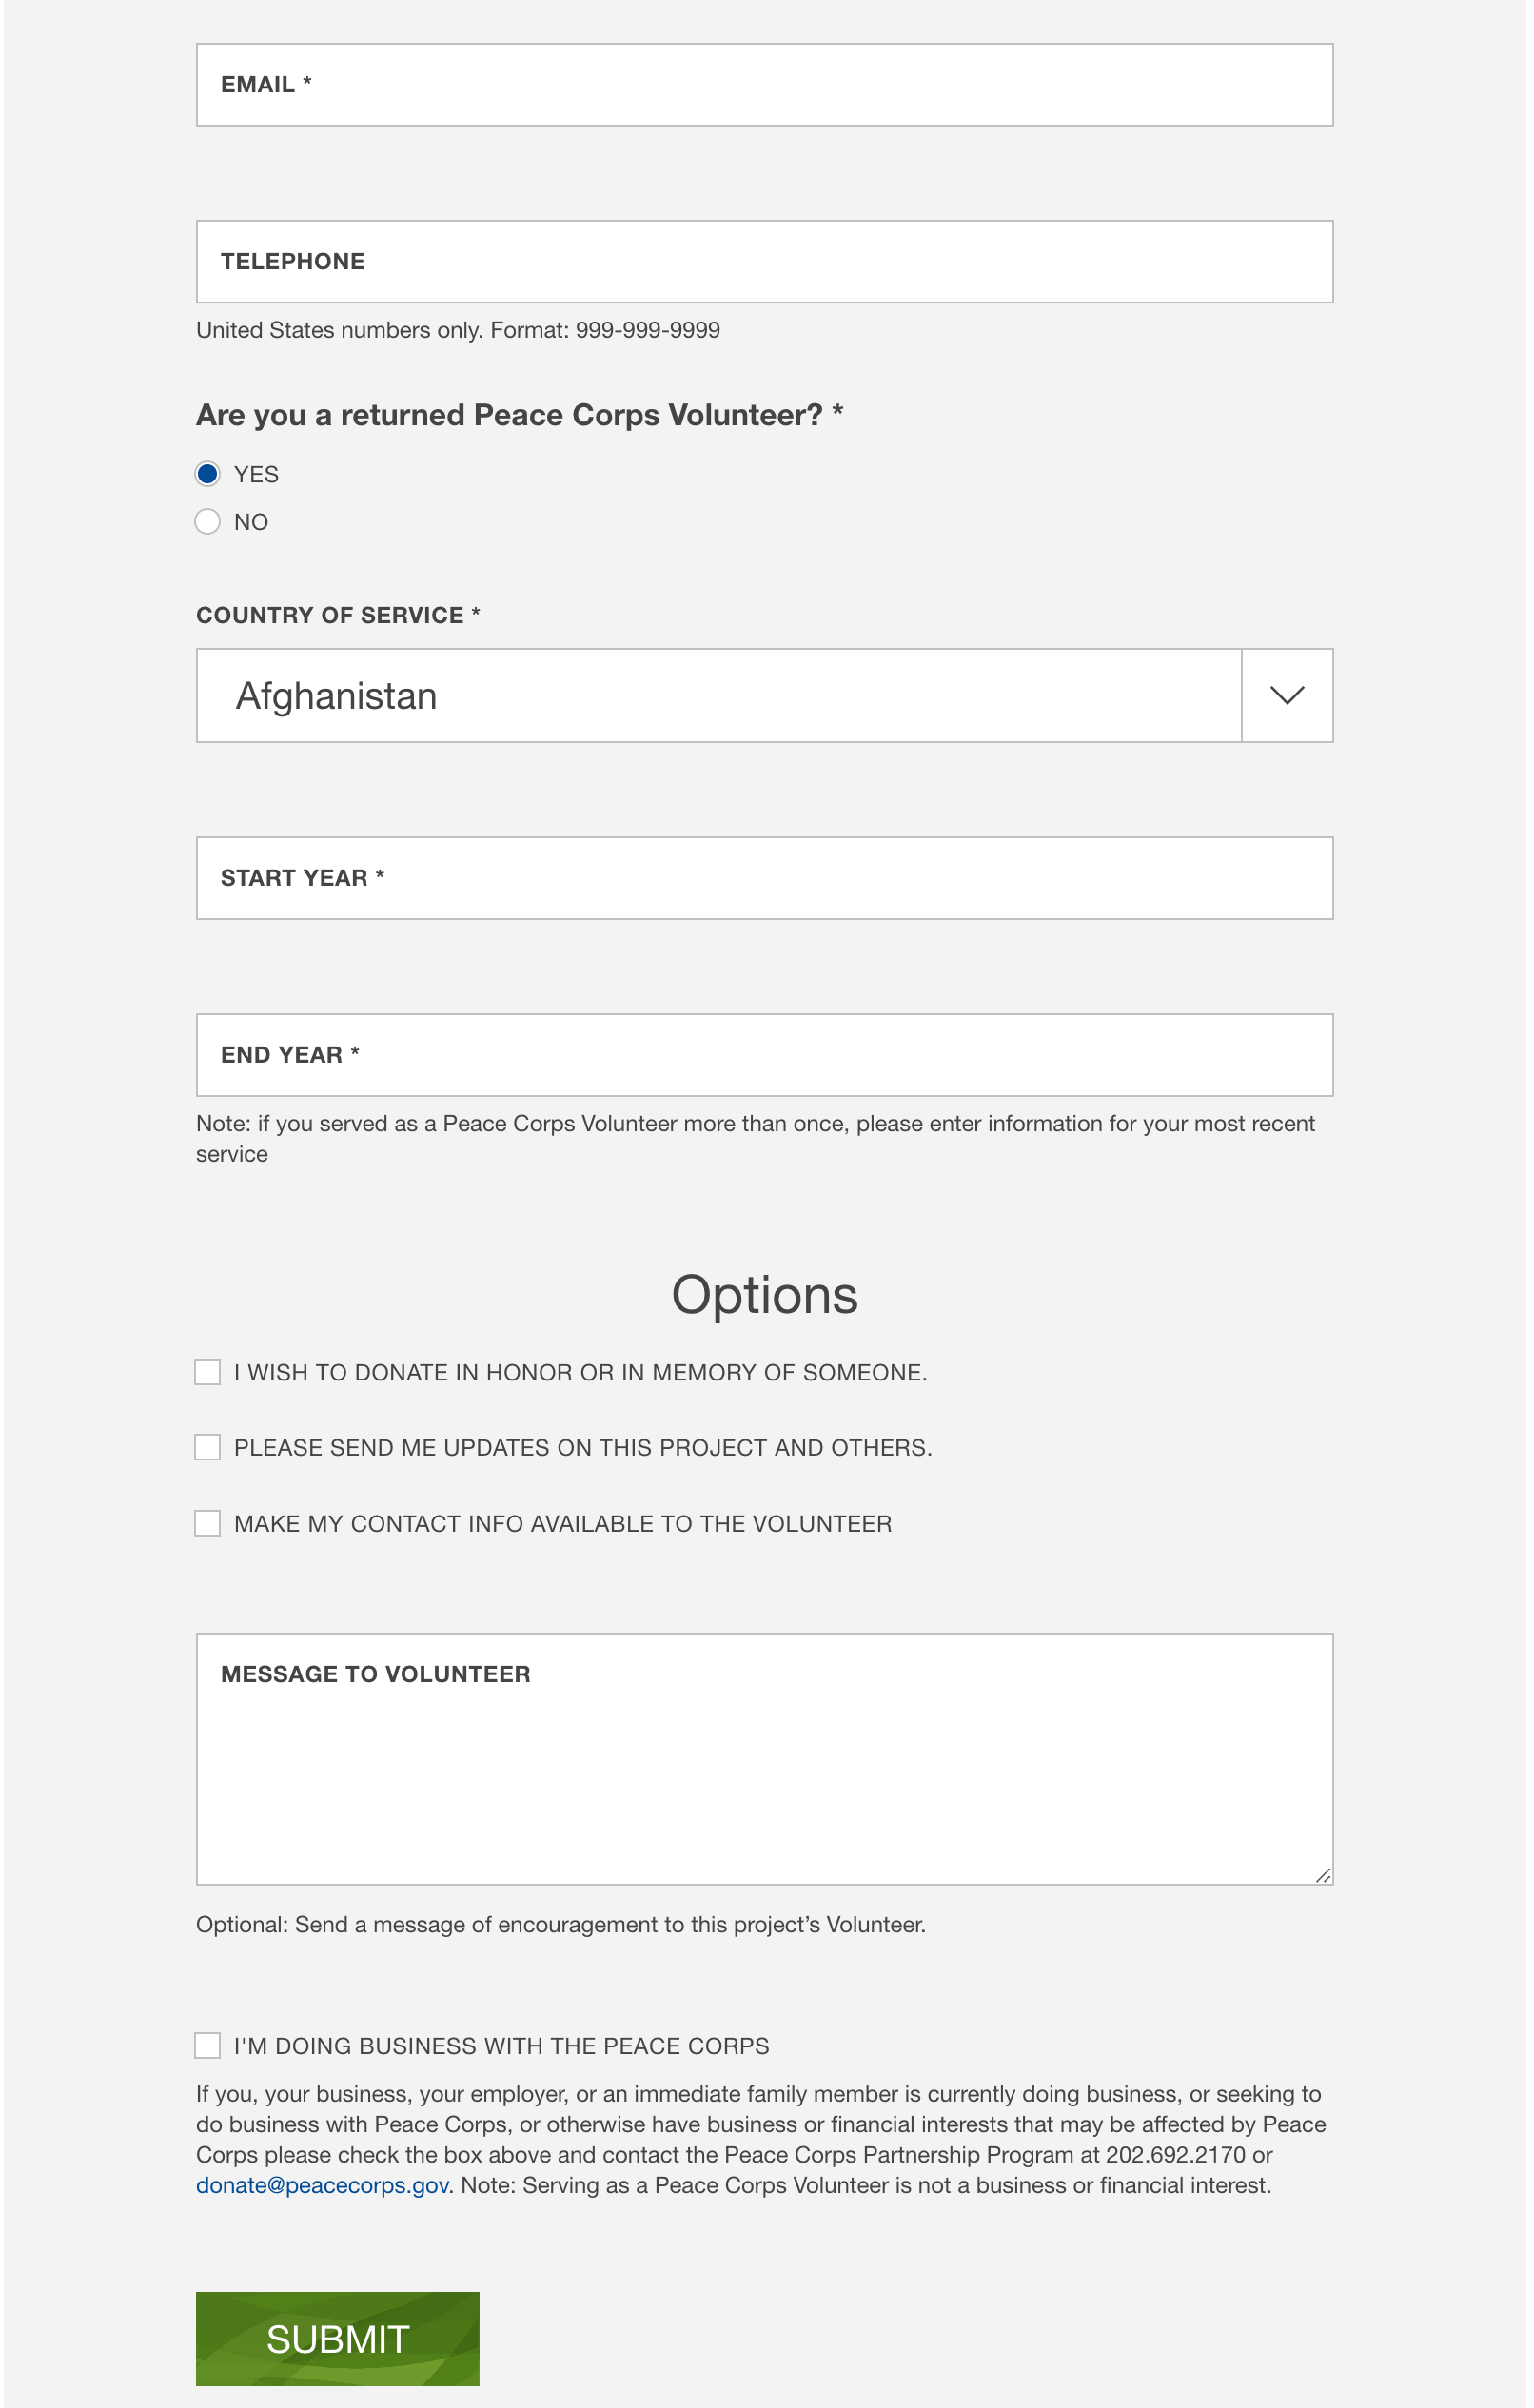 EMAIL *
TELEPHONE
United States numbers only. Format: 999-999-9999
Are you a returned Peace Corps Volunteer? *
YES
NO
COUNTRY OF SERVICE *
Afghanistan
START YEAR *
END YEAR *
Note: if you served as a Peace Corps Volunteer more than once, please enter information for your most recent
service
Options
I WISH TO DONATE IN HONOR OR IN MEMORY OF SOMEONE.
PLEASE SEND ME UPDATES ON THIS PROJECT AND OTHERS.
MAKE MY CONTACT INFO AVAILABLE TO THE VOLUNTEER
MESSAGE TO VOLUNTEER
Optional: Send a message of encouragement to this project’s Volunteer.
I'M DOING BUSINESS WITH THE PEACE CORPS
If you, your business, your employer, or an immediate family member is currently doing business, or seeking to
do business with Peace Corps, or otherwise have business or financial interests that may be affected by Peace
Corps please check the box above and contact the Peace Corps Partnership Program at 202.692.2170 or
donate@peacecorps.gov. Note: Serving as a Peace Corps Volunteer is not a business or financial interest.
SUBMIT